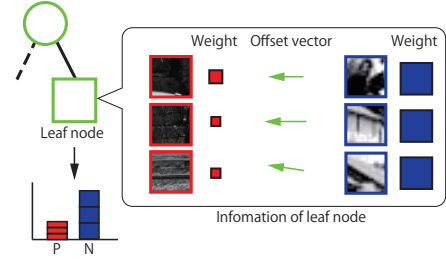 Weight Offset vector Weight
Leaf node
Infomation of leaf node
P N